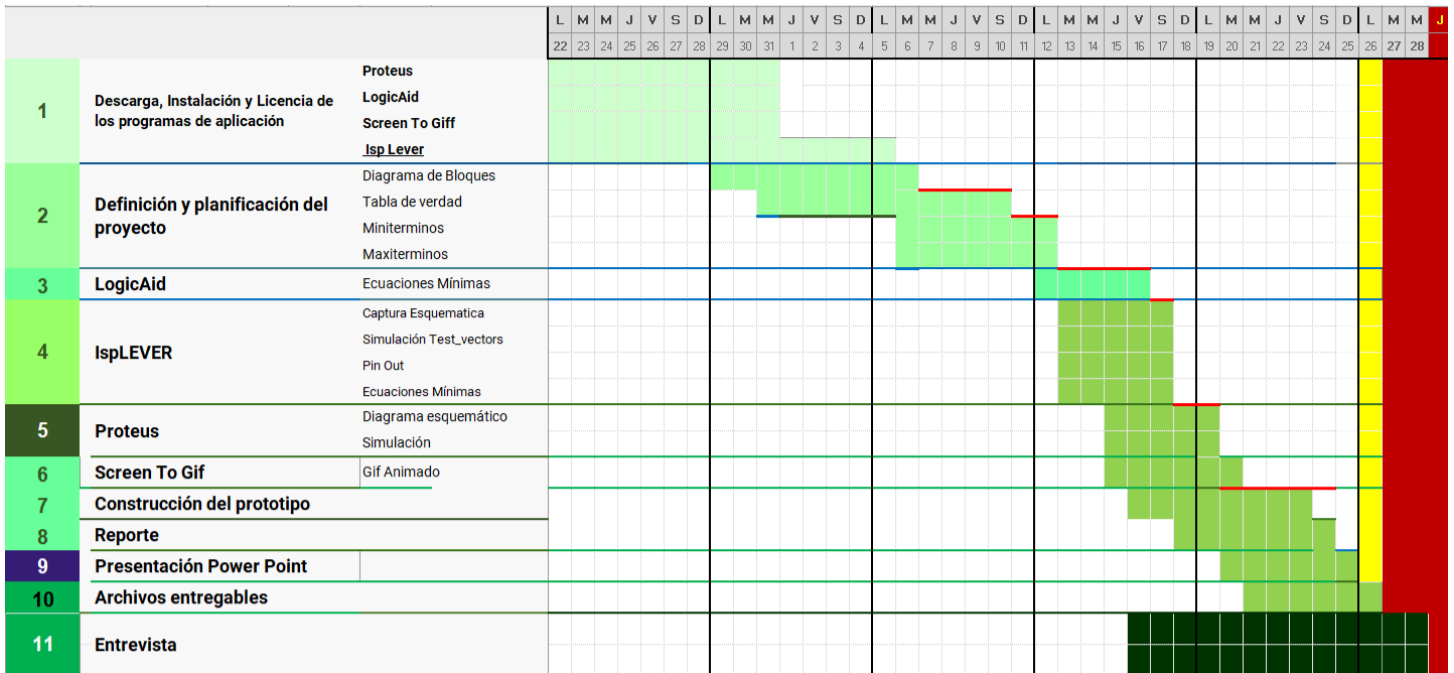 L M M J V S D L M M J V S D L M M J V S D L M M J V S D L M M J V S D L M M J
22 23 24 25 26 27 28 29 30 31 1 2 3 4 5 6 7 8 9 10 11 12 13 14 15 16 17 18 19 20 21 22 23 24 25 26 27 28
1
Descarga, Instalación y Licencia de
los programas de aplicación
Proteus
LogicAid
Screen To Giff
Isp Lever
2
Definición y planificación del
proyecto
Diagrama de Bloques
Tabla de verdad
Miniterminos
Maxiterminos
3
LogicAid
Ecuaciones Mínimas
4
IspLEVER
Captura Esquematica
Simulación Test_vectors
Pin Out
Ecuaciones Mínimas
5
Proteus
Diagrama esquemático
Simulación
6
Screen To Gif
Gif Animado
7
Construcción del prototipo
8
Reporte
9
Presentación Power Point
10
Archivos entregables
11
Entrevista